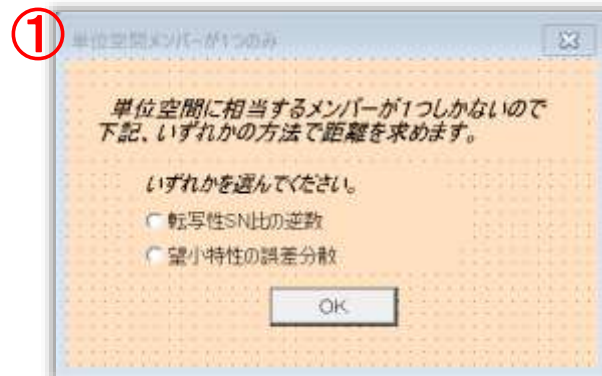 ①
単位空間メンバーが1つのみ
単位空間に相当するメンバーが1つしかないので
下記、いずれかの方法で距離を求めます。
いずれかを選んでください。
転写性SN比の逆数
望小特性の誤差分散
OK